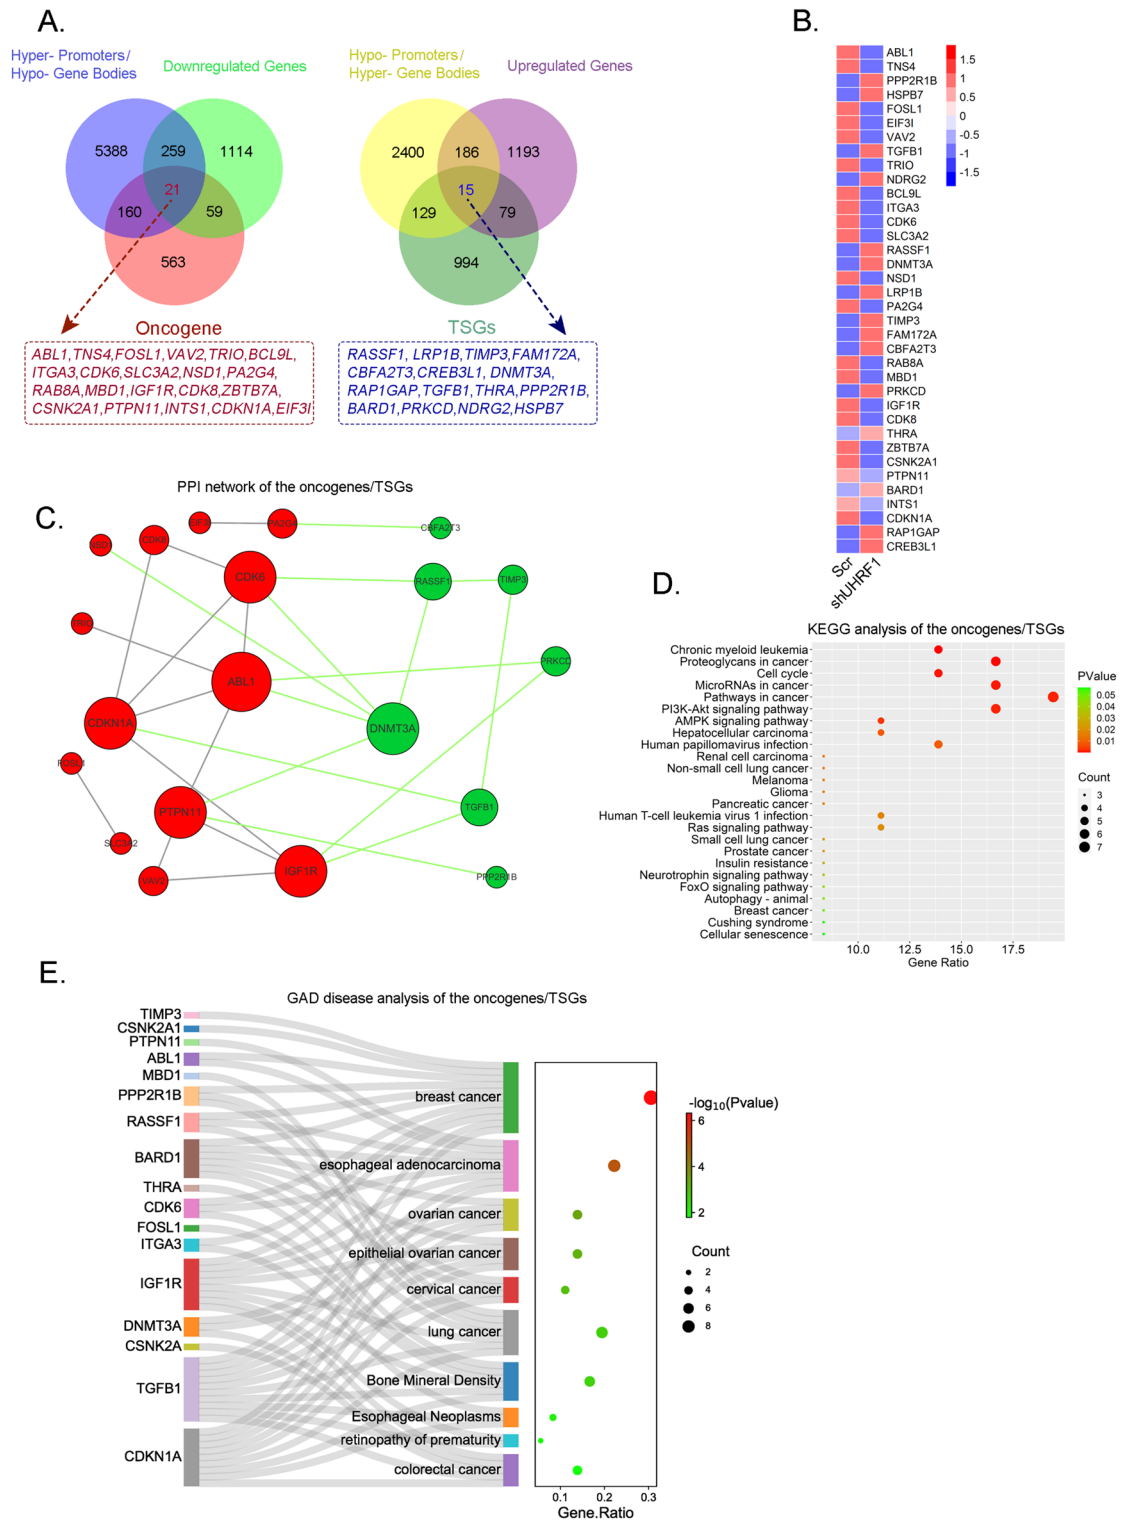 A.
Hyper- Promoters/
Hypo- Gene Bodies
Downregulated Genes
5388
259
1114
21
160
59
563
Oncogene
ABL1,TNS4,FOSL1,VAV2,TRIO,BCL9L,
ITGA3,CDK6,SLC3A2,NSD1,PA2G4,
RAB8A,MBD1,IGF1R,CDK8,ZBTB7A,
CSNK2A1,PTPN11,INTS1,CDKN1A,EIF3I
Hypo- Promoters/
Hyper- Gene Bodies
Upregulated Genes
2400
186
1193
15
129
79
994
TSGs
RASSF1, LRP1B,TIMP3,FAM172A,
CBFA2T3,CREB3L1, DNMT3A,
RAP1GAP,TGFB1,THRA,PPP2R1B,
BARD1,PRKCD,NDRG2,HSPB7
B.
ABL1
TNS4
PPP2R1B
HSPB7
FOSL1
EIF3I
VAV2
TGFB1
TRIO
NDRG2
BCL9L
ITGA3
CDK6
SLC3A2
RASSF1
DNMT3A
NSD1
LRP1B
PA2G4
TIMP3
FAM172A
CBFA2T3
RAB8A
MBD1
PRKCD
IGF1R
CDK8
THRA
ZBTB7A
CSNK2A1
PTPN11
BARD1
INTS1
CDKN1A
RAP1GAP
CREB3L1
Scr
shUHRF1
1.5
1
0.5
0
-0.5
-1
-1.5
C.
PPI network of the oncogenes/TSGs
EIF3I
PA2G4
CBFA2T3
NSD1
CDK8
CDK6
RASSF1
TIMP3
TRIO
PRKCD
ABL1
CDKN1A
DNMT3A
FOSL1
TGFB1
PTPN11
SLC3A2
IGF1R
VAV2
PPP2R1B
D.
KEGG analysis of the oncogenes/TSGs
Chronic myeloid leukemia
Proteoglycans in cancer
Cell cycle
MicroRNAs in cancer
Pathways in cancer
PI3K-Akt signaling pathway
AMPK signaling pathway
Hepatocellular carcinoma
Human papillomavirus infection
Renal cell carcinoma
Non-small cell lung cancer
Melanoma
Glioma
Pancreatic cancer
Human T-cell leukemia virus 1 infection
Ras signaling pathway
Small cell lung cancer
Prostate cancer
Insulin resistance
Neurotrophin signaling pathway
FoxO signaling pathway
Autophagy - animal
Breast cancer
Cushing syndrome
Cellular senescence
10.0
12.5
15.0
17.5
Gene Ratio
PValue
0.05
0.04
0.03
0.02
0.01
Count
3
4
5
6
7
E.
GAD disease analysis of the oncogenes/TSGs
TIMP3
CSNK2A1
PTPN11
ABL1
MBD1
PPP2R1B
RASSF1
BARD1
THRA
CDK6
FOSL1
ITGA3
IGF1R
DNMT3A
CSNK2A
TGFB1
CDKN1A
breast cancer
esophageal adenocarcinoma
ovarian cancer
epithelial ovarian cancer
cervical cancer
lung cancer
Bone Mineral Density
Esophageal Neoplasms
retinopathy of prematurity
colorectal cancer
0.1
0.2
0.3
Gene.Ratio
-log10(Pvalue)
6
4
2
Count
2
4
6
8